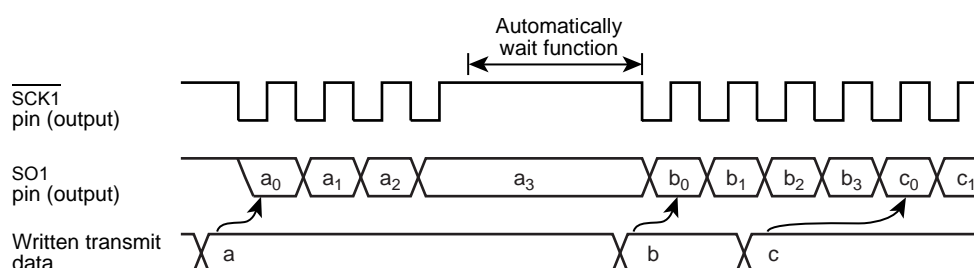 Automatically
wait function
SCK1
pin (output)
SO1
pin (output)
a0 a1 a2 a3 b0 b1 b2 b3 c0 c1
Written transmit
data
a b c